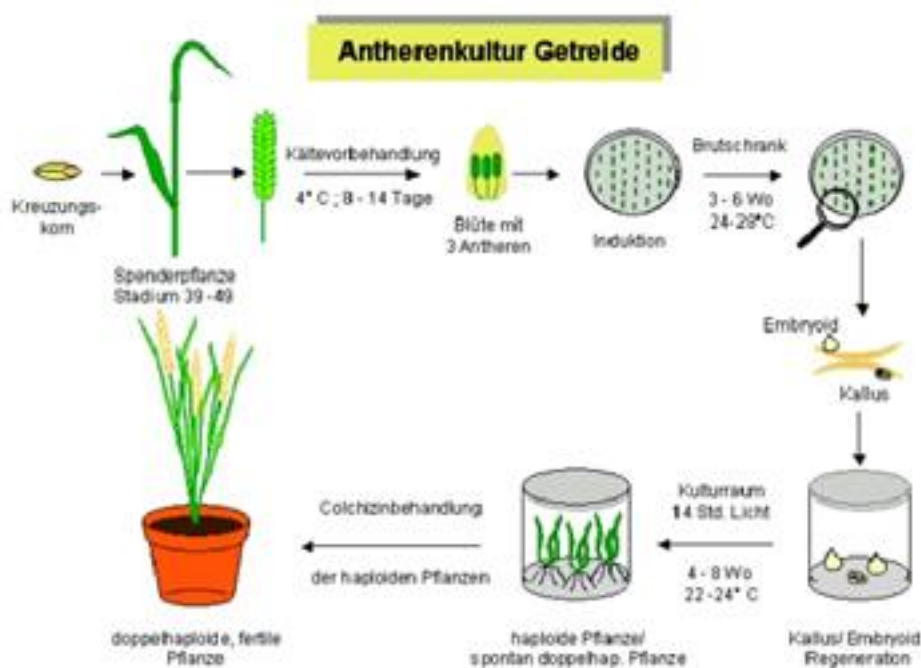 Antherenkultur Getreide
Kreuzungs-
korn
Spenderpflanze
Stadium 39 - 49
Kältevorbehandlung
4° C ; 8 - 14 Tage
Blüte mit
3 Antheren
Induktion
Brutschrank
3 - 6 Wo
24-28°C
Embryoid
Kallus
Kallus/ Embryoid
/Regeneration
Kulturraum
14 Std. Licht
4 - 8 Wo
22 -24° C
haploide Pflanze/
spontan doppelhap. Pflanze
Colchizinbehandlung
der haploiden Pflanzen
doppelhaploide, fertile
Pflanze